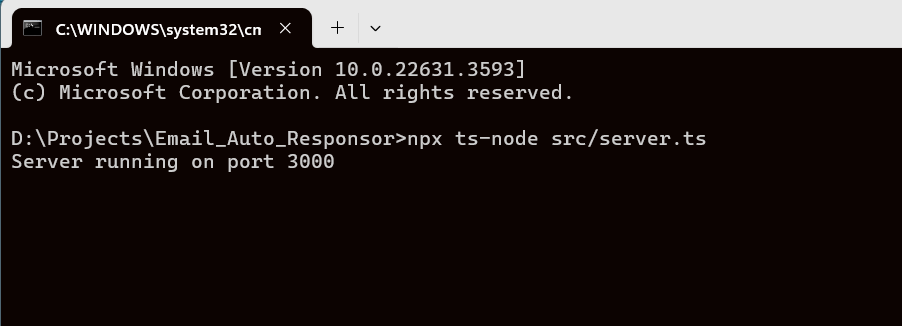 C:\WINDOWS\system32\cn
Microsoft Windows [Version 10.0.22631.3593]
(c) Microsoft Corporation. All rights reserved.
D:\Projects\Email_Auto_Responsor>npx ts-node src/server.ts
Server running on port 3000